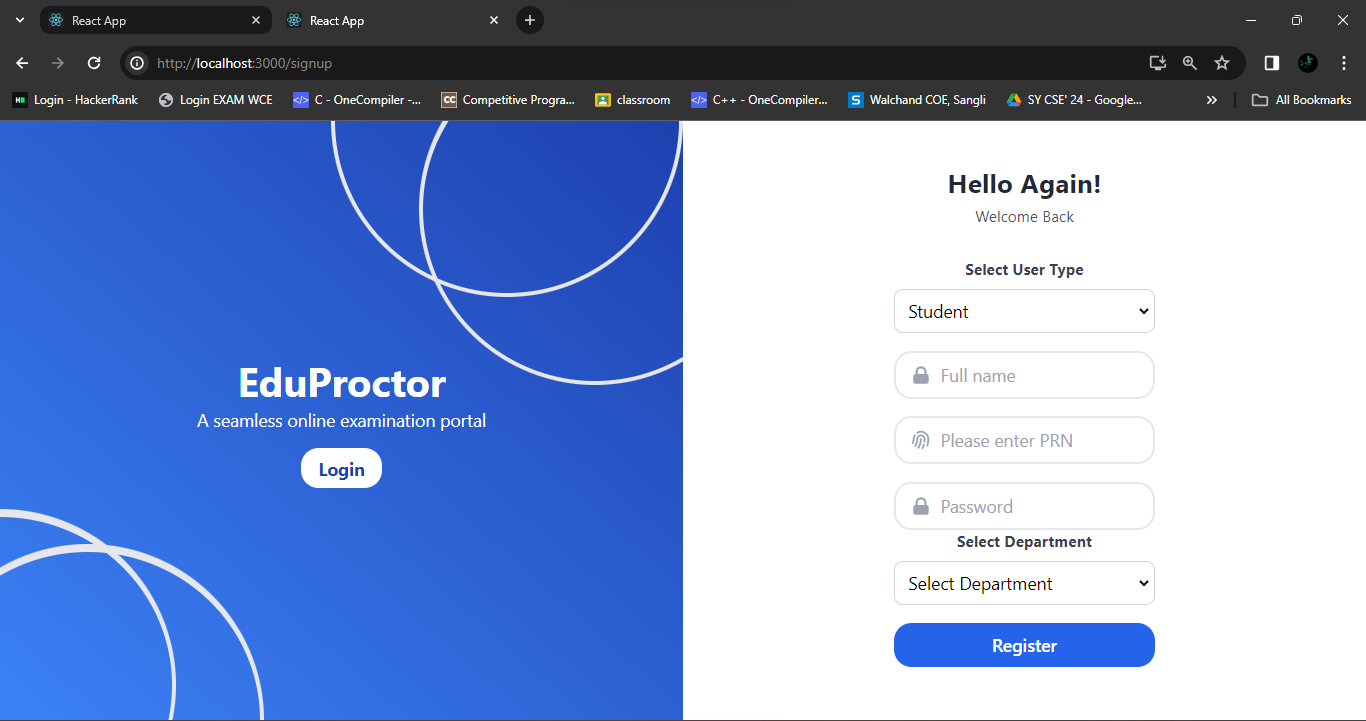 React App
React App
http://localhost:3000/signup
Login - HackerRank
Login EXAM WCE
C - OneCompiler -...
CC Competitive Progra...
classroom
C++ - OneCompiler...
S Walchand COE, Sangli
SY CSE' 24 - Google...
All Bookmarks
EduProctor
A seamless online examination portal
Login
Hello Again!
Welcome Back
Select User Type
Student
Full name
Please enter PRN
Password
Select Department
Select Department
Register